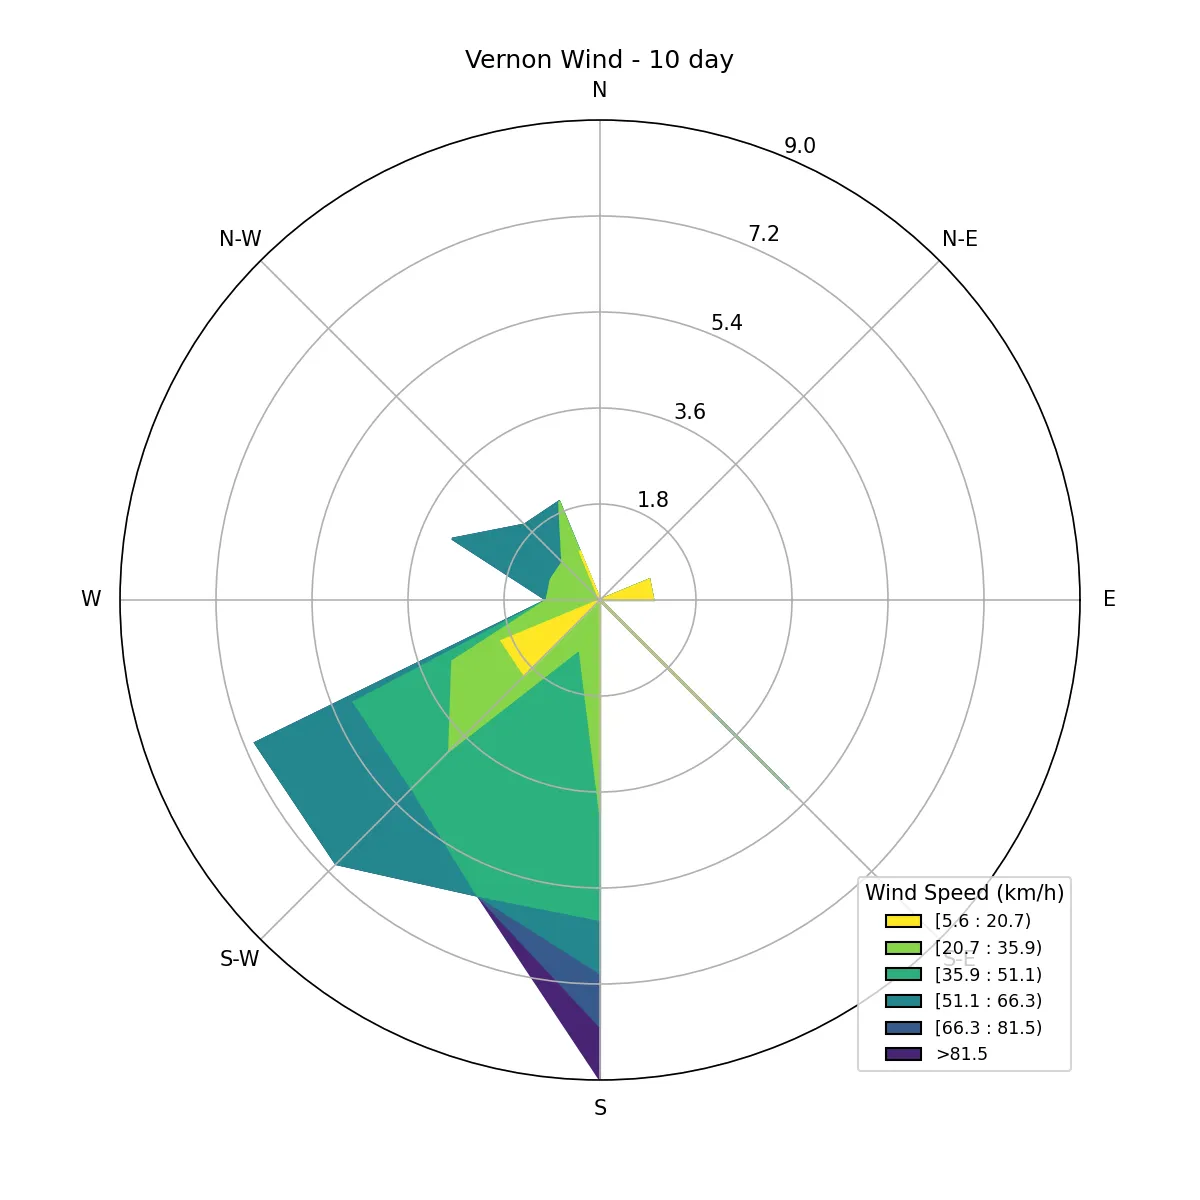 Vernon Wind - 10 day
N
9.0
N-W
7.2
N-E
5.4
3.6
1.8
W
E
Wind Speed (km/h)
[5.6 : 20.7)
[20.7 : 35.9)
S-W
S-E
[35.9 : 51.1)
[51.1 : 66.3)
[66.3 : 81.5)
>81.5
S